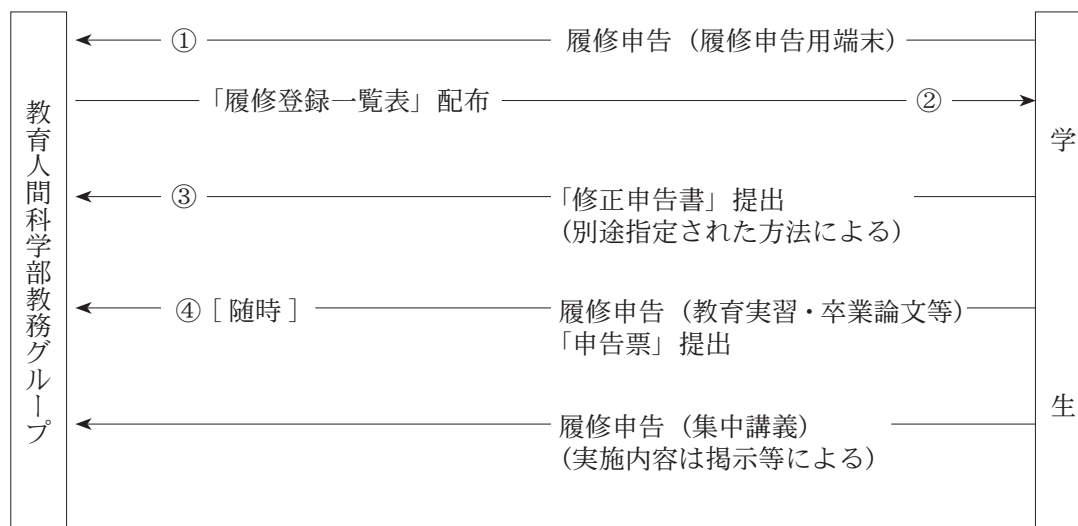 教育人間科学部教務グループ
① 履修申告（履修申告用端末）
「履修登録一覧表」配布 ②
③ 「修正申告書」提出
（別途指定された方法による）
④［随時］ 履修申告（教育実習・卒業論文等）
「申告票」提出
履修申告（集中講義）
（実施内容は掲示等による）
学生